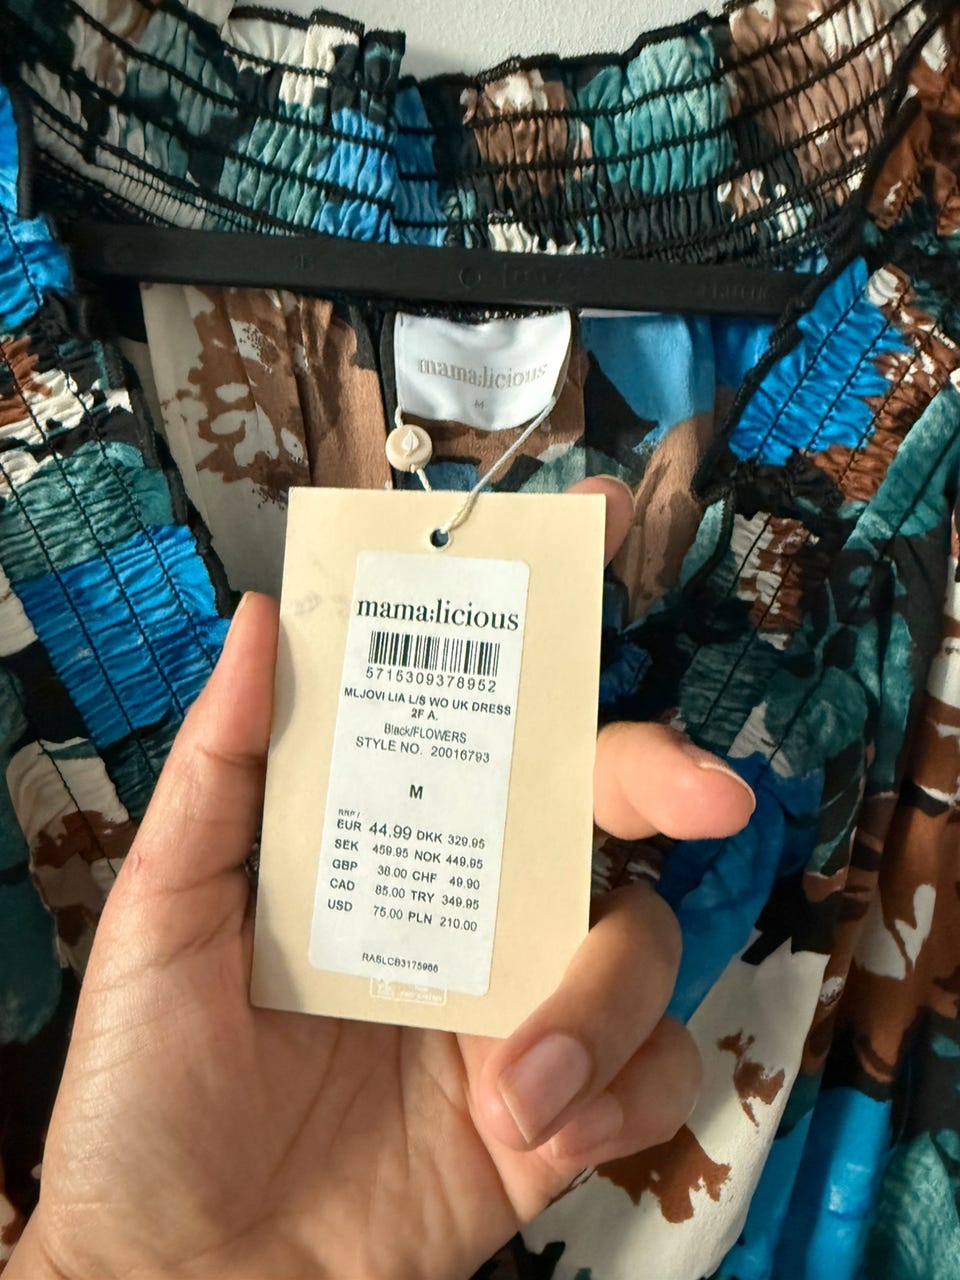 mama;licious
M
mama;licious
5715309378952
MLJOVI LIA L/S WO UK DRESS
2F A.
Black/FLOWERS
STYLE NO. 20016793
M
RRP/
EUR 44.99 DKK 329.95
SEK 459.95 NOK 449.95
GBP 38.00 CHF 49.90
CAD 85.00 TRY 349.95
USD 75.00 PLN 210.00